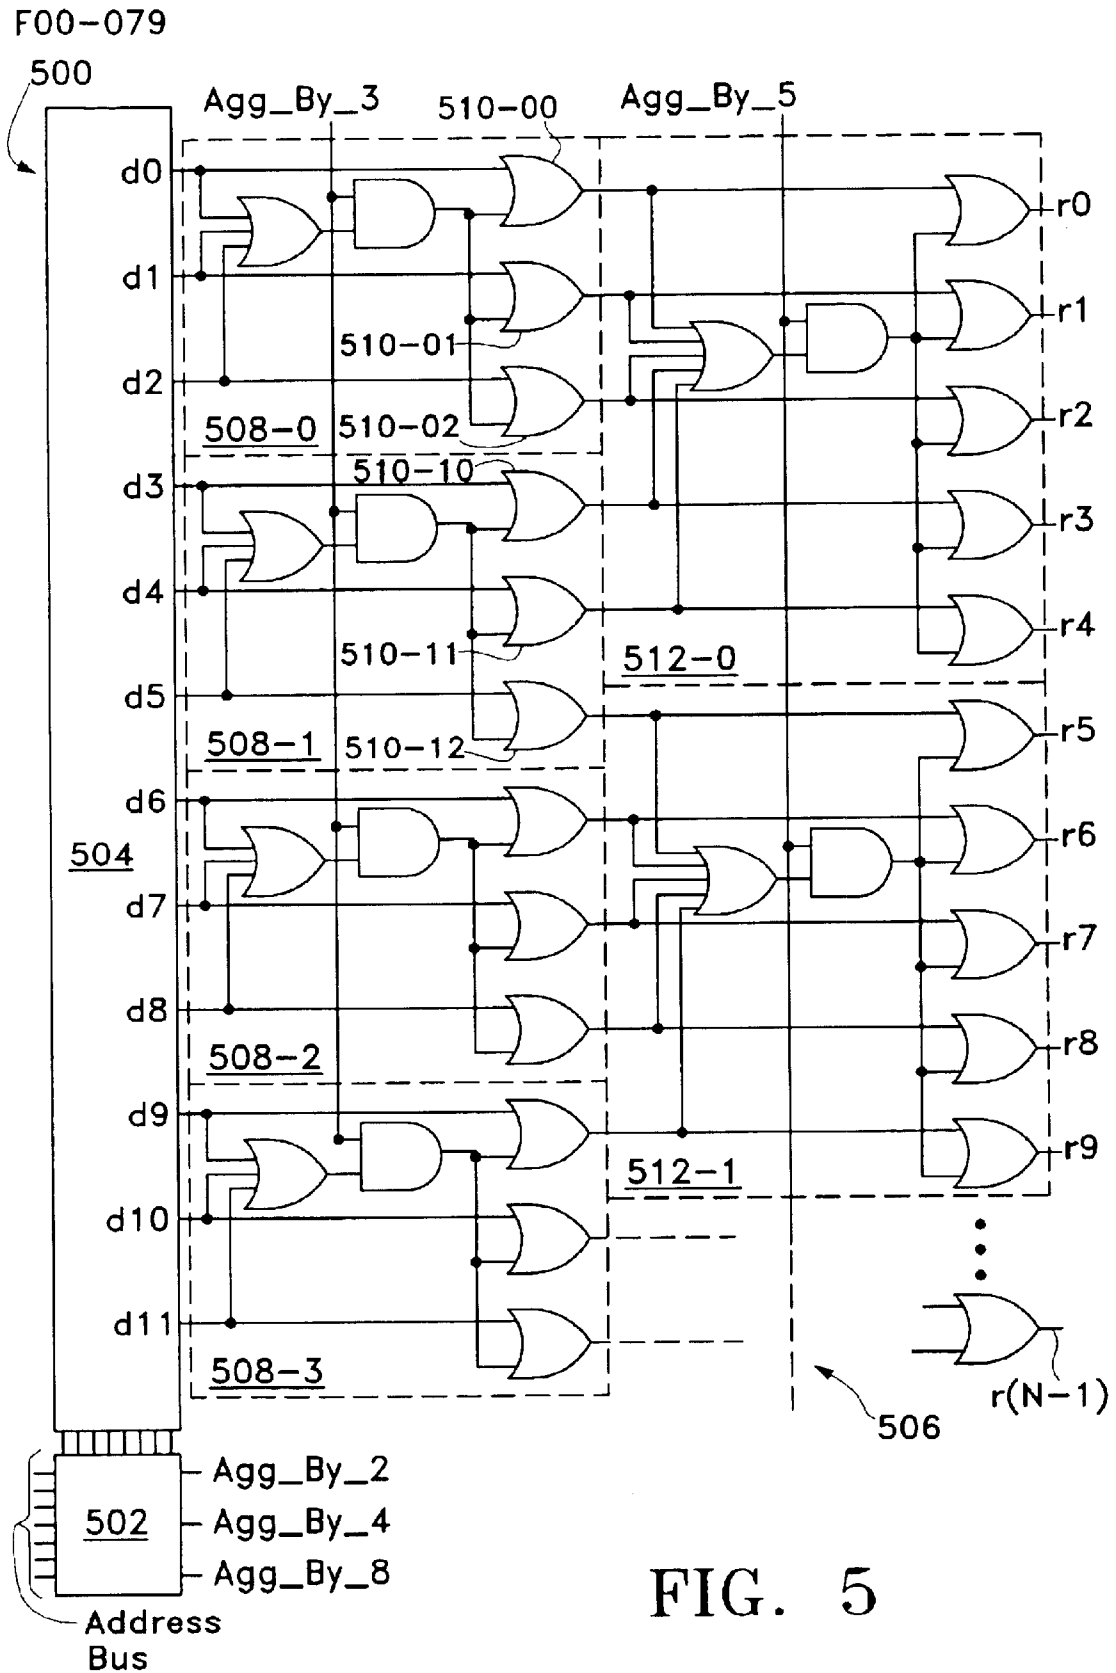 F00-079
500
Agg_By_3
510-00
Agg_By_5
d0
r0
d1
r1
510-01
d2
r2
508-0
510-02
510-10
d3
r3
d4
r4
510-11
512-0
d5
r5
508-1
510-12
d6
r6
504
d7
r7
d8
r8
508-2
d9
r9
512-1
d10
d11
508-3
r(N-1)
506
Agg_By_2
502
Agg_By_4
Agg_By_8
Address
Bus
FIG. 5